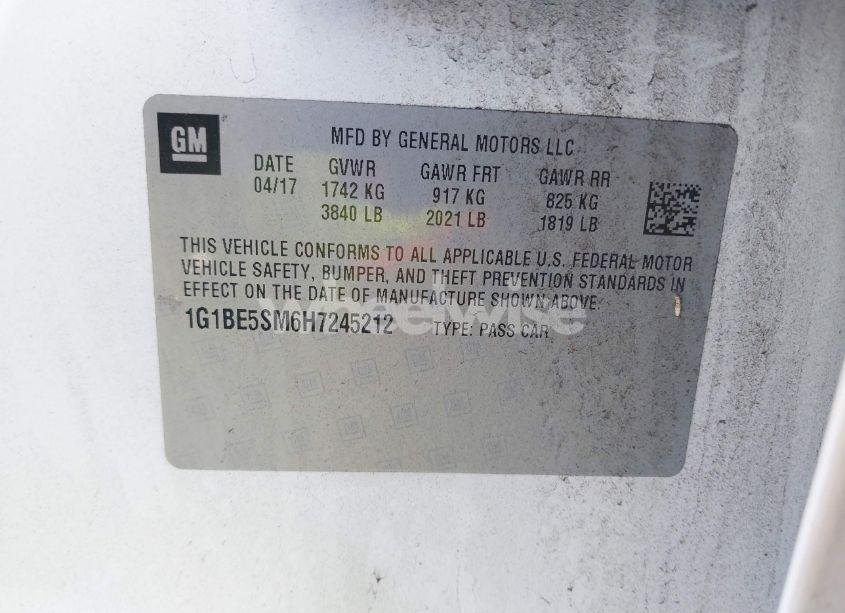 GM
MFD BY GENERAL MOTORS LLC
DATE GVWR GAWR FRT GAWR RR
04/17 1742 KG 917 KG 825 KG
3840 LB 2021 LB 1819 LB
THIS VEHICLE CONFORMS TO ALL APPLICABLE U.S. FEDERAL MOTOR
VEHICLE SAFETY, BUMPER, AND THEFT PREVENTION STANDARDS IN
EFFECT ON THE DATE OF MANUFACTURE SHOWN ABOVE.
Wheelwise
1G1BE5SM6H7245212 TYPE: PASS CAR